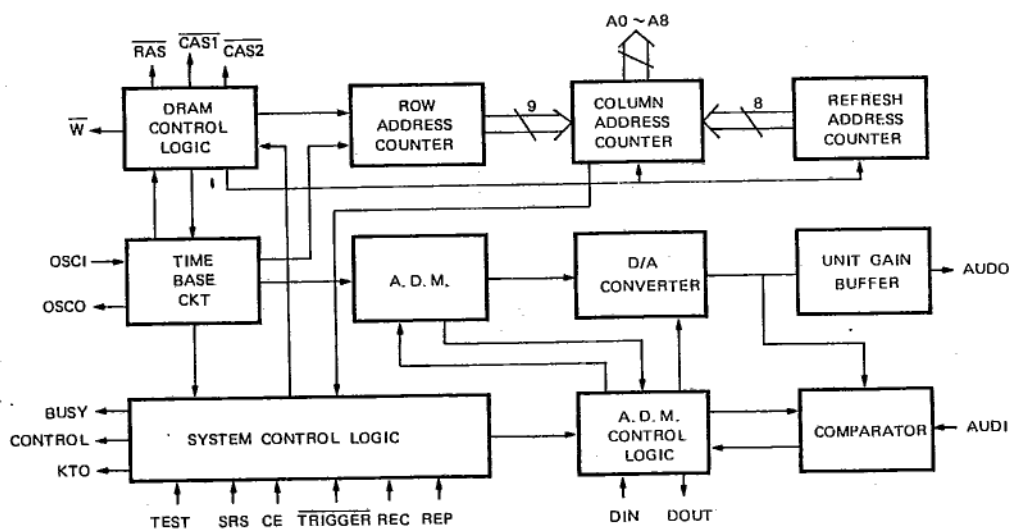 A0 ~ A8
RAS
CAS1
CAS2
DRAM
CONTROL
LOGIC
W
ROW
ADDRESS
COUNTER
9
COLUMN
ADDRESS
COUNTER
8
REFRESH
ADDRESS
COUNTER
OSCI
OSCO
TIME
BASE
CKT
A. D. M.
D/A
CONVERTER
UNIT GAIN
BUFFER
AUDO
BUSY
CONTROL
KTO
SYSTEM CONTROL LOGIC
A. D. M.
CONTROL
LOGIC
COMPARATOR
AUDI
TEST
SRS
CE
TRIGGER
REC
REP
DIN
DOUT